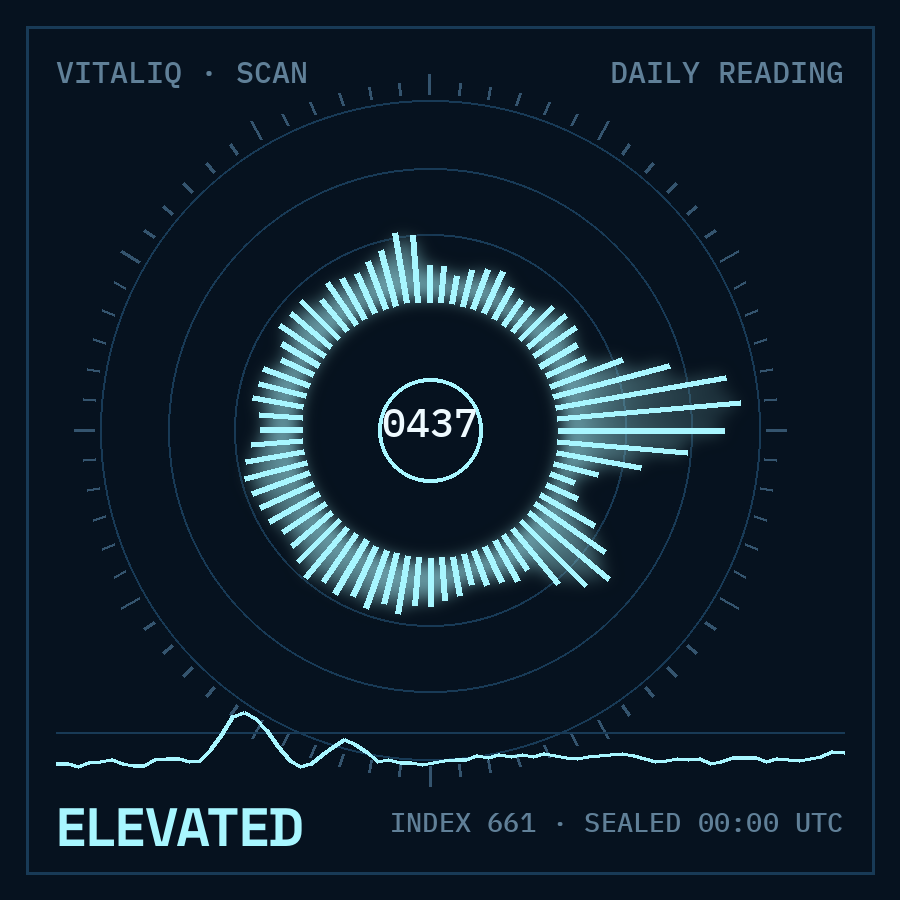 VITALIQ · SCAN
DAILY READING
0437
ELEVATED
INDEX 661 · SEALED 00:00 UTC